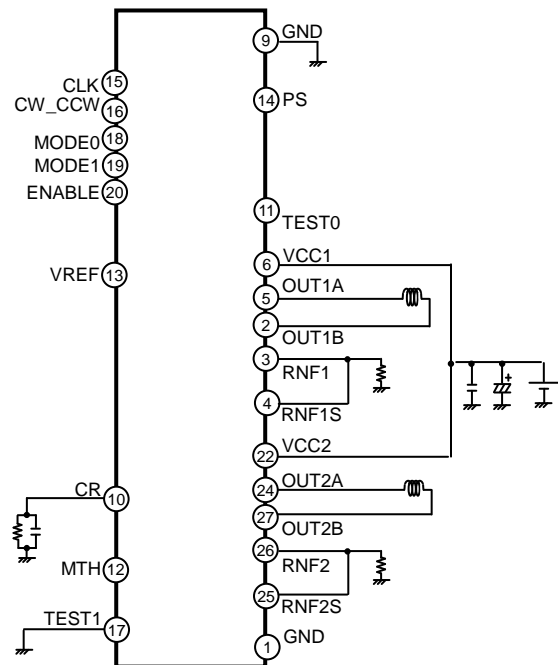 9 GND
15 CLK
14 PS
16 CW_CCW
18 MODE0
19 MODE1
20 ENABLE
11 TEST0
6 VCC1
13 VREF
5 OUT1A
2 OUT1B
3 RNF1
4 RNF1S
22 VCC2
24 OUT2A
10 CR
27 OUT2B
26 RNF2
12 MTH
25 RNF2S
17 TEST1
1 GND
+